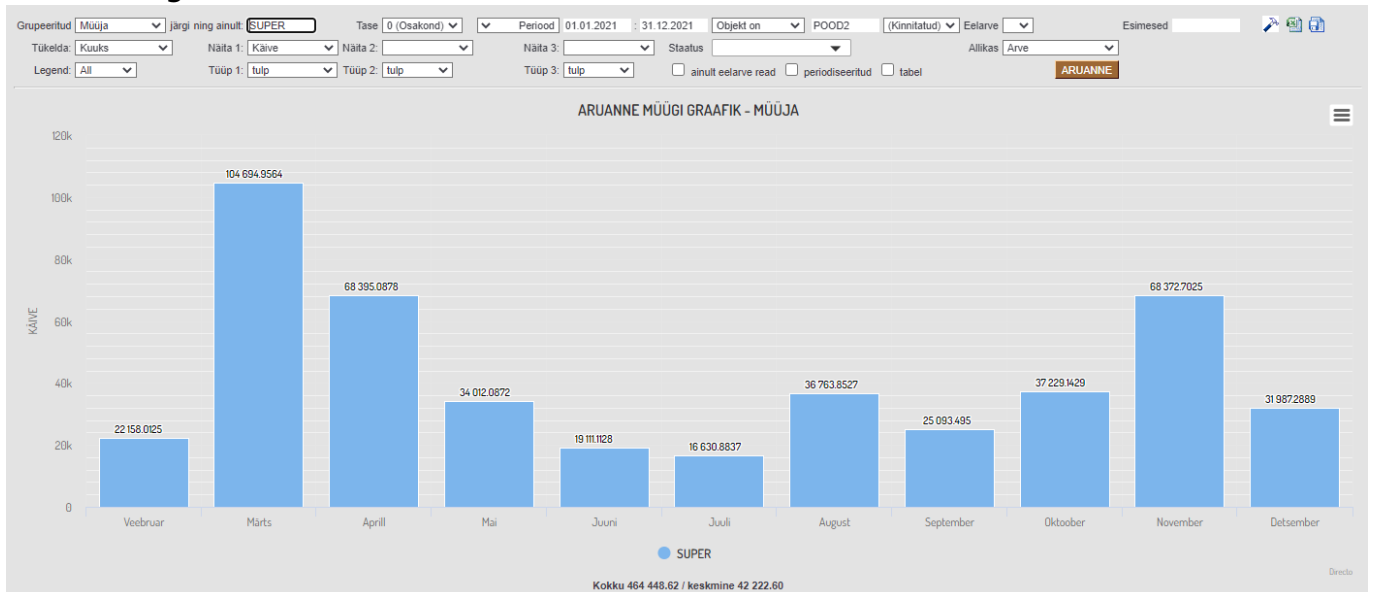 Grupeeritud Müüja järgi ning ainult: SUPER Tase 0 (Osakond) Periood 01.01.2021 : 31.12.2021 Objekt on POOD2 (Kinnitatud) Eelarve Esimesed
Tükelda: Kuuks Näita 1: Käive Näita 2: Näita 3: Staatus Allikas Arve
Legend: All Tüüp 1: tulp Tüüp 2: tulp Tüüp 3: tulp ainult eelarve read periodiseeritud tabel ARUANNE
ARUANNE MÜÜGI GRAAFIK - MÜÜJA
120k
104 694.9564
100k
80k
68 395.0878
68 372.7025
KÄIVE
60k
40k
34 012.0872
36 763.8527
37 229.1429
31 987.2889
22 158.0125
25 093.495
20k
19 111.1128
16 630.8837
0
Veebruar Märts Aprill Mai Juuni Juuli August September Oktoober November Detsember
SUPER
Directo
Kokku 464 448.62 / keskmine 42 222.60